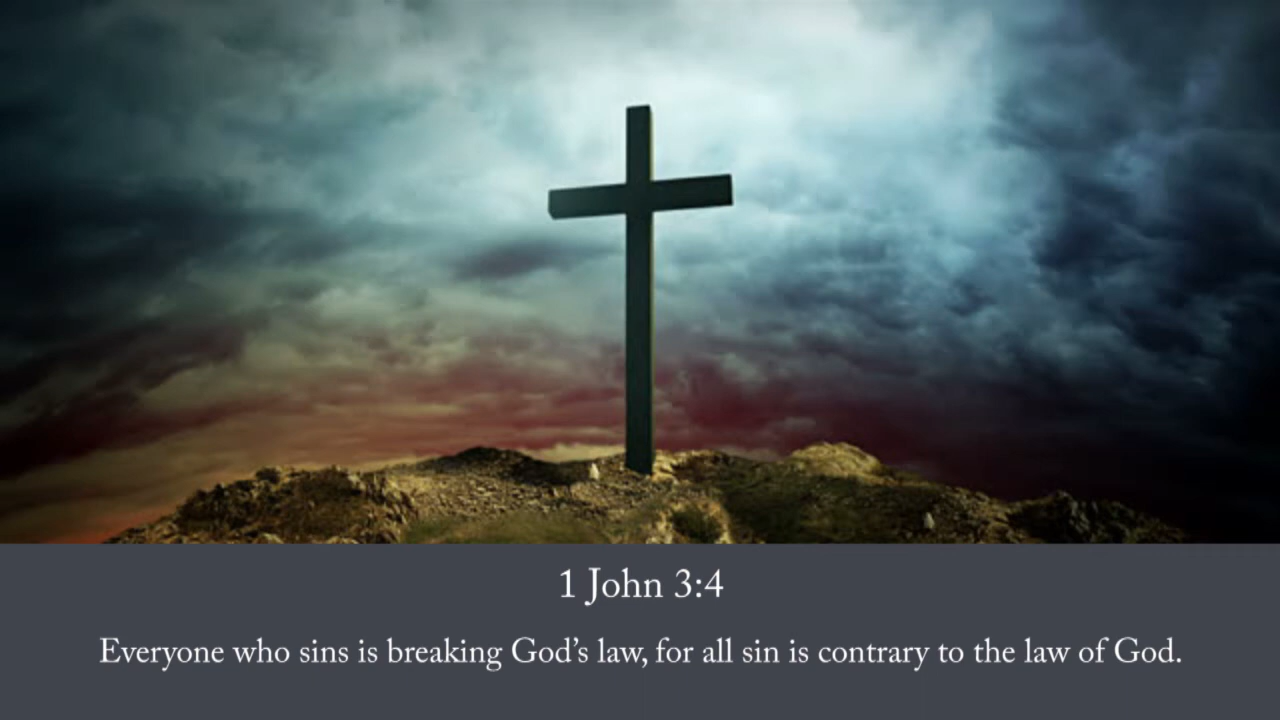 1 John 3:4
Everyone who sins is breaking God’s law, for all sin is contrary to the law of God.